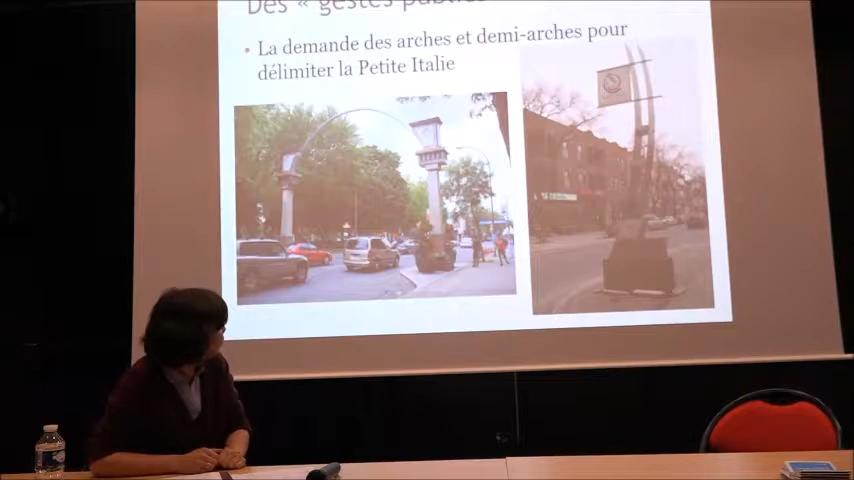 Des « gestes publics »
• La demande des arches et demi-arches pour
délimiter la Petite Italie